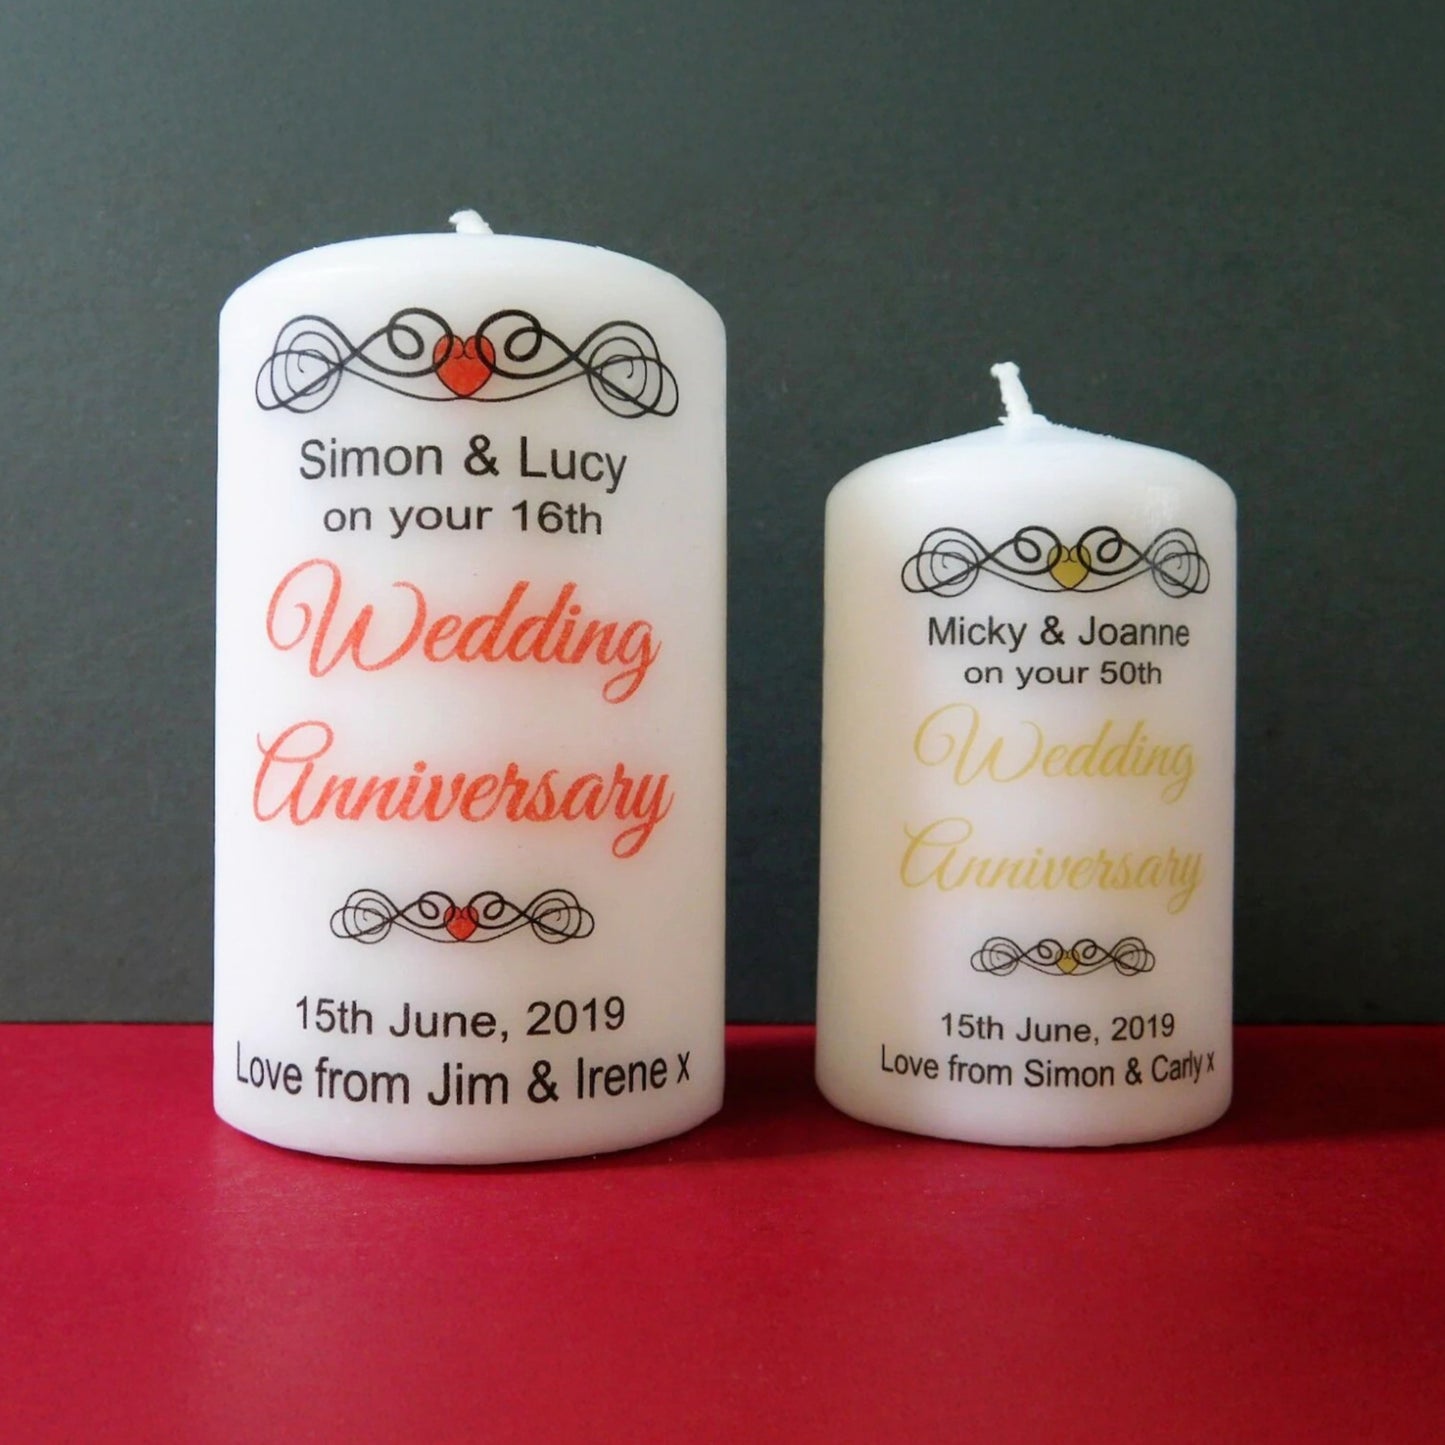 Simon & Lucy
on your 16th
Wedding
Anniversary
15th June, 2019
Love from Jim & Irene x
Micky & Joanne
on your 50th
Wedding
Anniversary
15th June, 2019
Love from Simon & Carly x